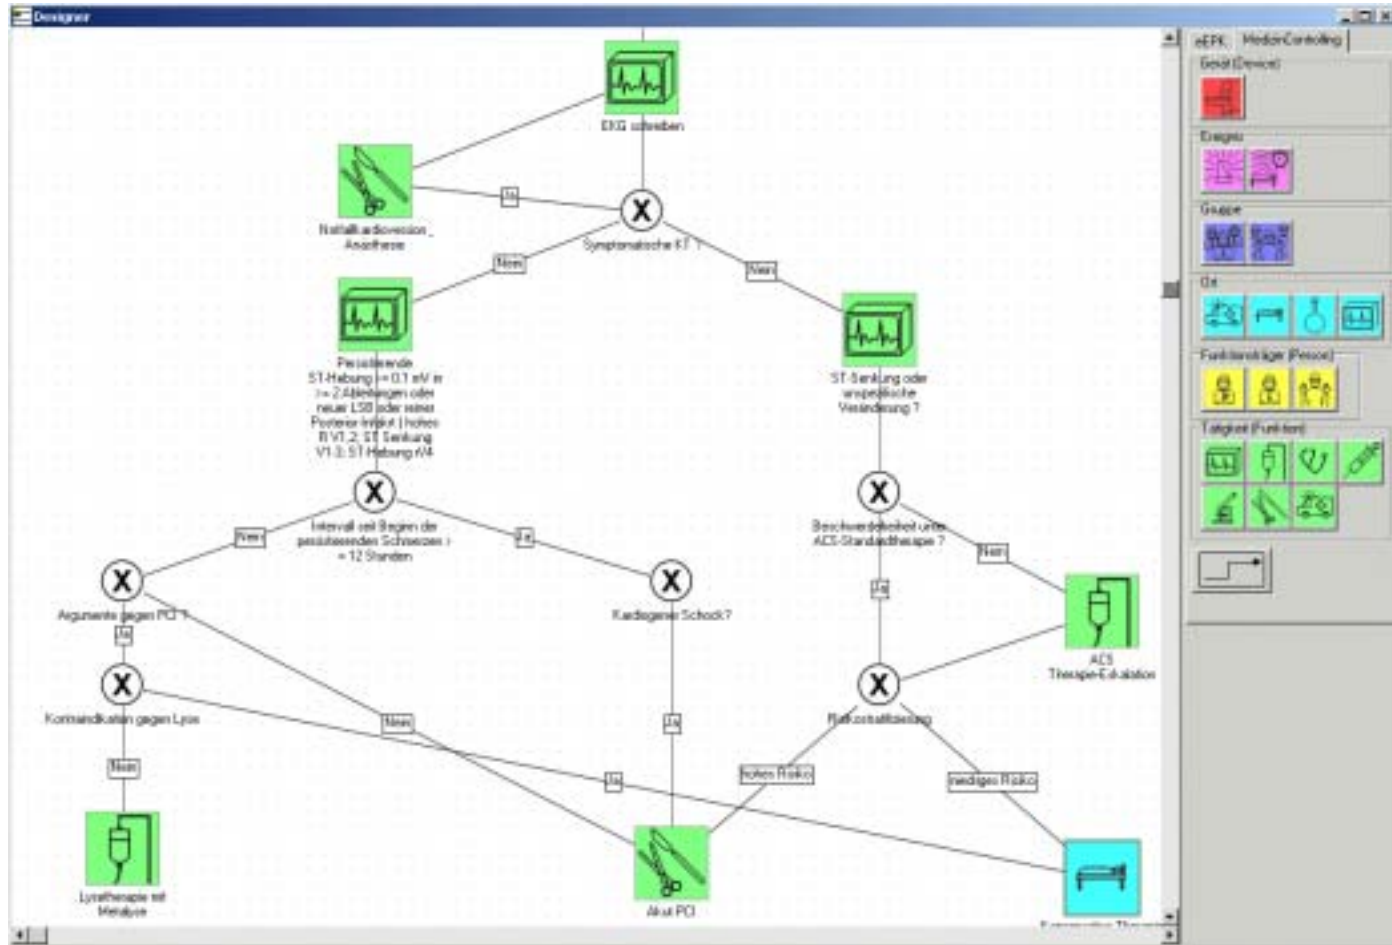 Designer
eEPK
MedizinControlling
Gerät (Device)
Ereignis
Gruppe
Ort
Funktionsträger (Person)
Tätigkeit (Funktion)
EKG schreiben
Notfallkardioversion_
Anästhesie
Ja
Symptomatische KT ?
Nein
Nein
Persistierende
ST-Hebung >= 0.1 mV in
>= 2 Ableitungen oder
neuer LSB oder reiner
Posterior-Infarkt ( hohes
R V1,2; ST Senkung
V1-3; ST-Hebung rV4
ST-Senkung oder
unspezifische
Veränderung ?
Nein
Intervall seit Beginn der
persistierenden Schmerzen >
= 12 Stunden
Ja
Beschwerdefreiheit unter
ACS-Standardtherapie ?
Nein
Ja
Argumente gegen PCI ?
Ja
Kardiogener Schock?
ACS
Therapie-Eskalation
Kontraindikation gegen Lyse
Nein
Ja
Risikostratifizierung
Nein
Ja
hohes Risiko
niedriges Risiko
Lysetherapie mit
Metalyse
Akut PCI